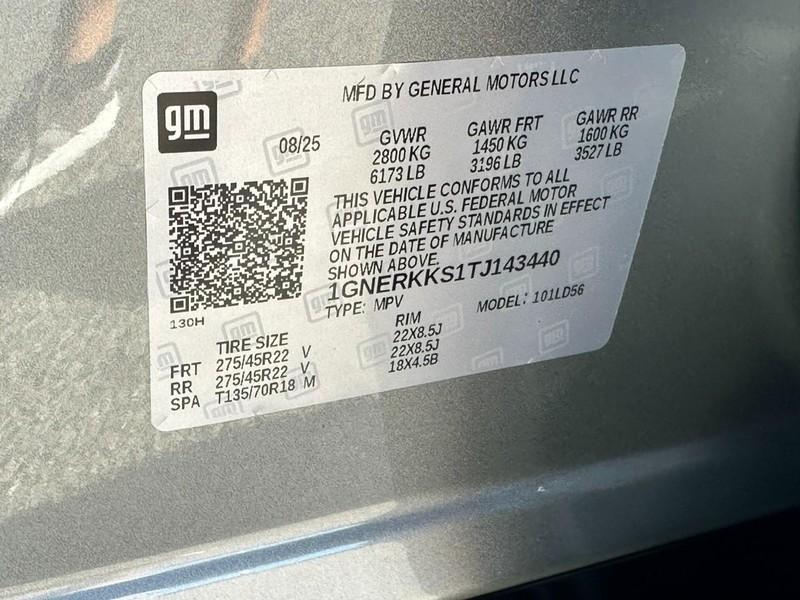 MFD BY GENERAL MOTORS LLC
gm
08/25
GVWR GAWR FRT GAWR RR
2800 KG 1450 KG 1600 KG
6173 LB 3196 LB 3527 LB
THIS VEHICLE CONFORMS TO ALL
APPLICABLE U.S. FEDERAL MOTOR
VEHICLE SAFETY STANDARDS IN EFFECT
ON THE DATE OF MANUFACTURE
SHOWN ABOVE.
1GNERKKS1TJ143440
TYPE: MPV MODEL: 101LD56
130H
TIRE SIZE RIM
FRT 275/45R22 V 22X8.5J
RR 275/45R22 V 22X8.5J
SPA T135/70R18 M 18X4.5B